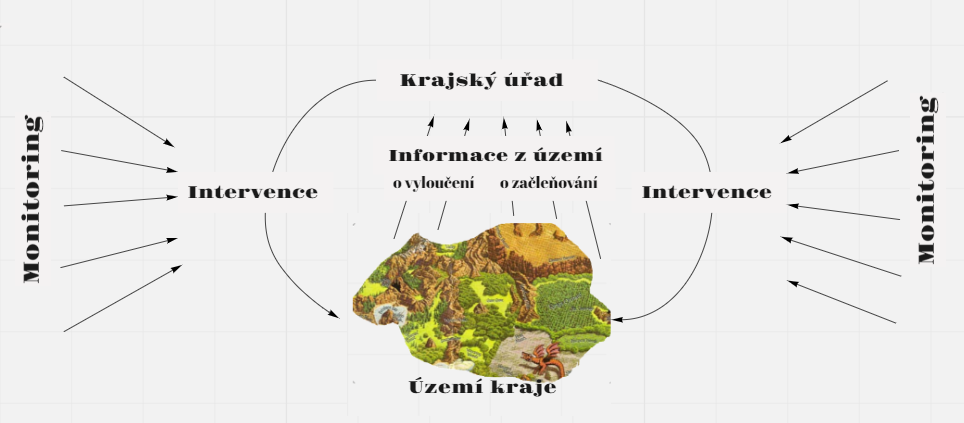 Krajský úřad
Informace z území
o vyloučení o začleňování
Monitoring
Intervence
Intervence
Monitoring
Území kraje